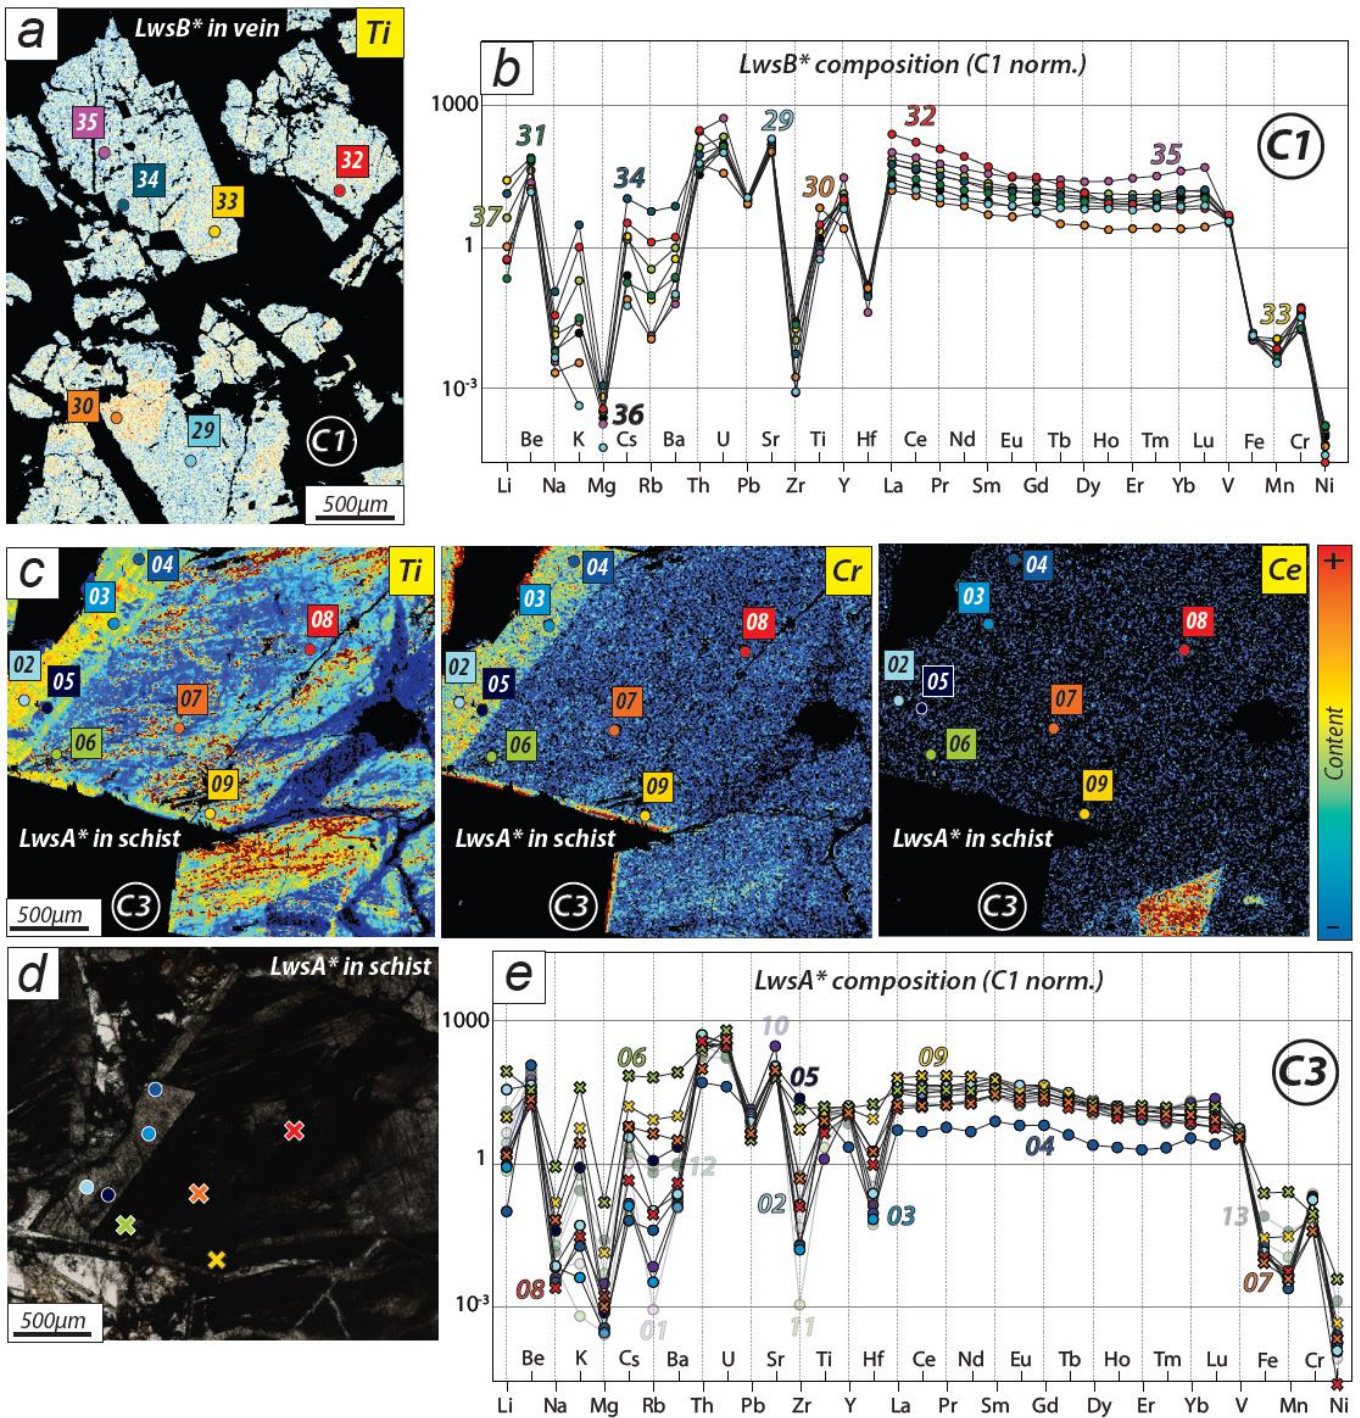 a
LwsB* in vein
Ti
35
34
33
32
30
29
C1
500µm
b
LwsB* composition (C1 norm.)
1000
1
10-3
31
37
34
36
29
30
32
35
33
C1
Be K Cs Ba U Sr Ti Hf Ce Nd Eu Tb Ho Tm Lu Fe Cr
Li Na Mg Rb Th Pb Zr Y La Pr Sm Gd Dy Er Yb V Mn Ni
c
Ti
04
03
02
05
06
07
08
09
LwsA* in schist
C3
500µm
Cr
04
03
02
05
06
07
08
09
LwsA* in schist
C3
Ce
04
03
02
05
06
07
08
09
LwsA* in schist
C3
+
Content
-
d
LwsA* in schist
500µm
e
LwsA* composition (C1 norm.)
1000
1
10-3
08
06
01
12
10
02
05
11
03
09
04
13
07
C3
Be K Cs Ba U Sr Ti Hf Ce Nd Eu Tb Ho Tm Lu Fe Cr
Li Na Mg Rb Th Pb Zr Y La Pr Sm Gd Dy Er Yb V Mn Ni